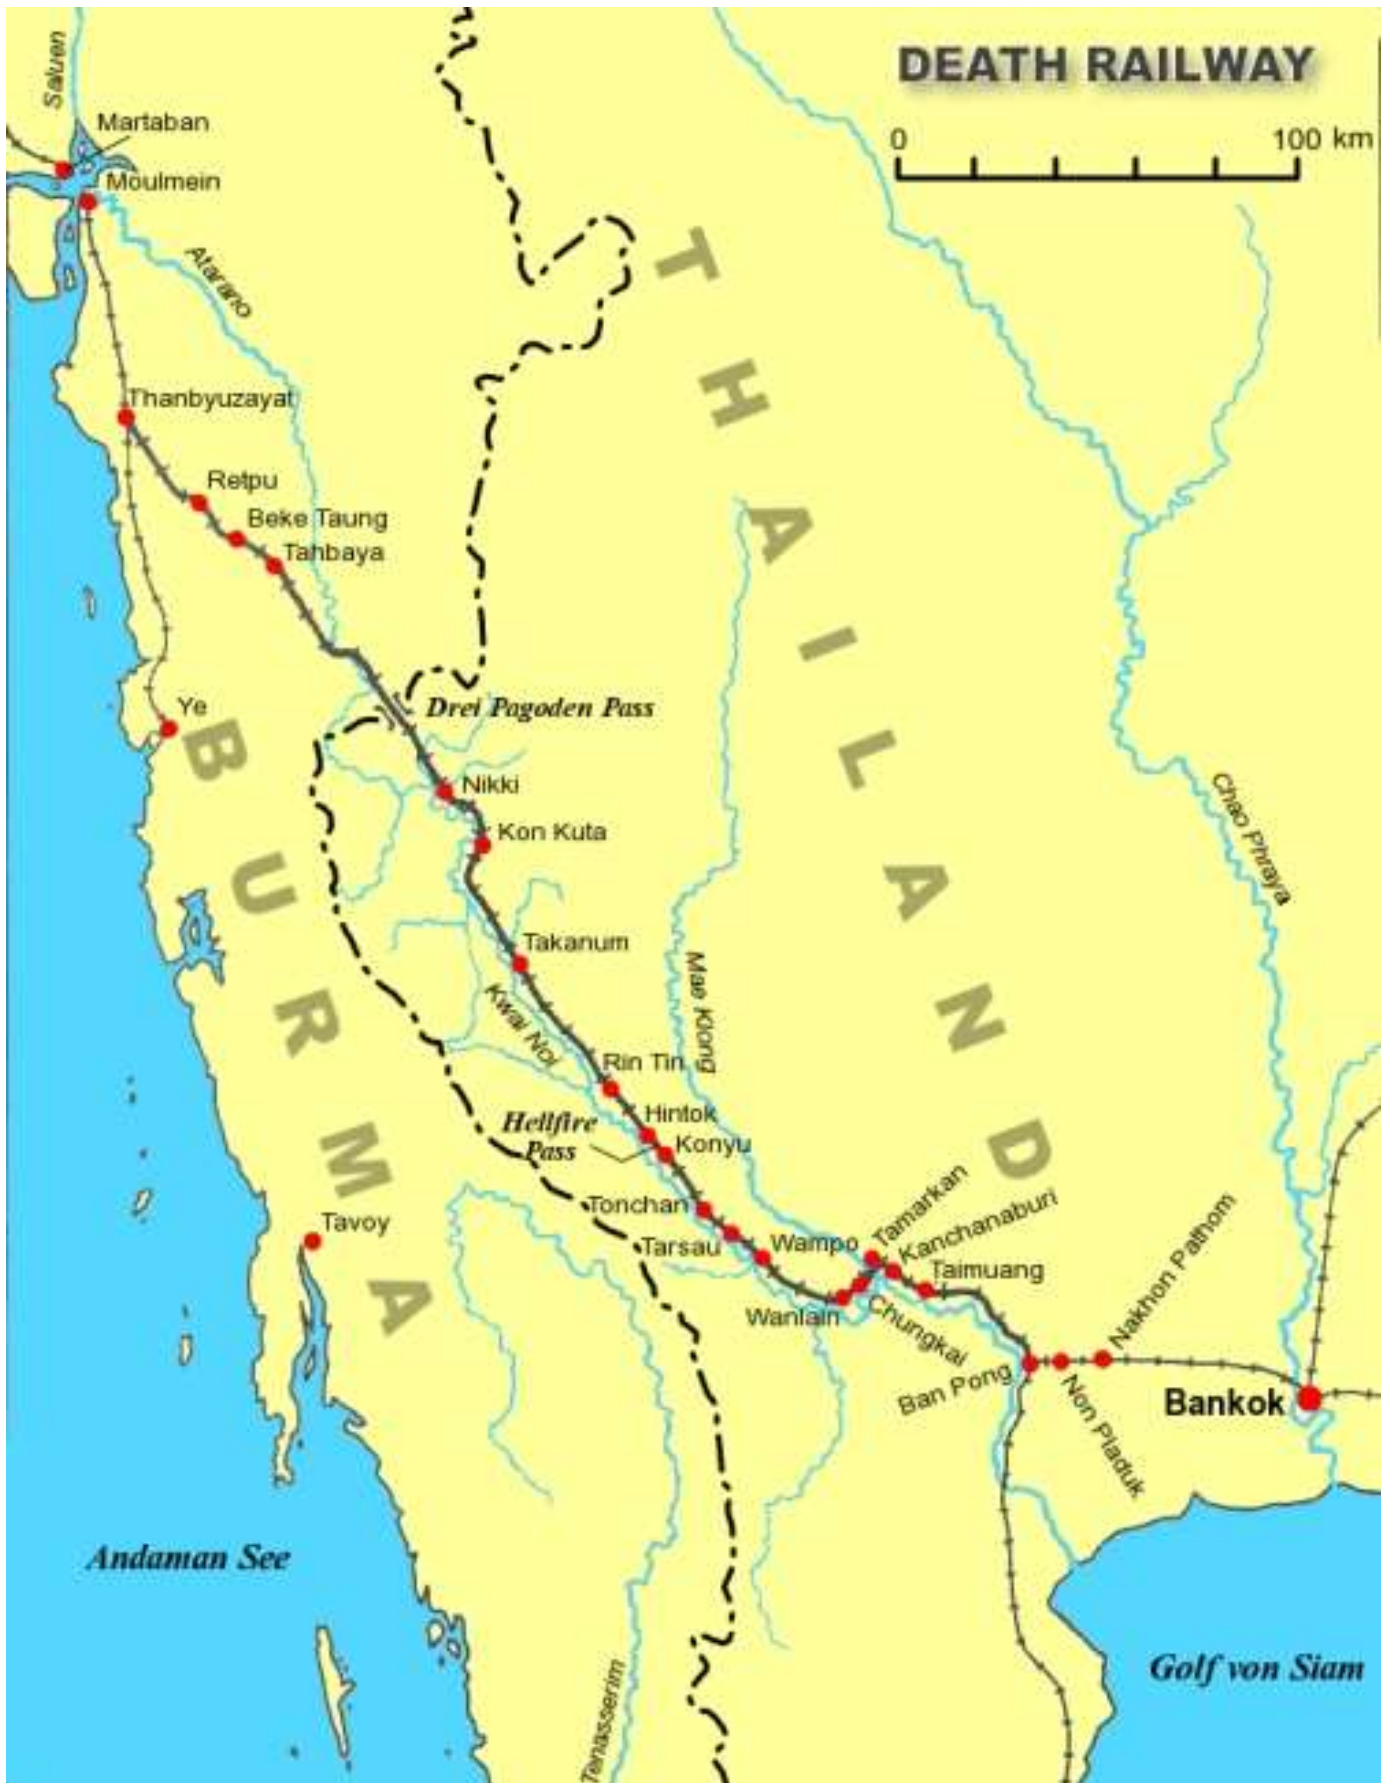 DEATH RAILWAY
0 100 km
Saluen
Martaban
Moulmein
Atarano
THAILAND
Thanbyuzayat
Retpu
Beke Taung
Tahbaya
Ye
Drei Pagoden Pass
BURMA
Nikki
Kon Kuta
Chao Phraya
Takanum
Kwai Noi
Mae Klong
Rin Tin
Hintok
Hellfire
Pass
Konyu
Tonchan
Tamarkan
Kanchanaburi
Nakhon Pathom
Tavoy
Tarsau
Wampo
Taimuang
Wanlain
Chungkai
Ban Pong
Non Pladuk
Bankok
Andaman See
Golf von Siam
Tenasserim